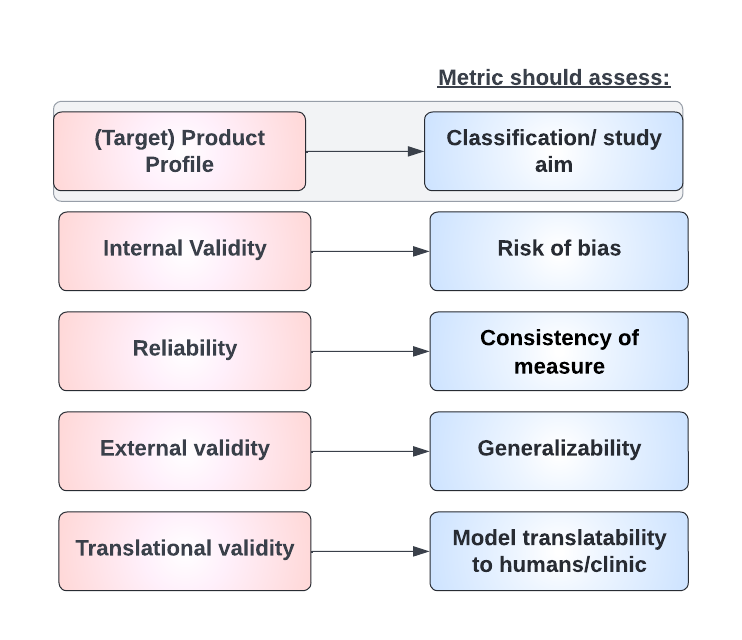 Metric should assess:
(Target) Product
Profile
Classification/ study
aim
Internal Validity
Risk of bias
Reliability
Consistency of
measure
External validity
Generalizability
Translational validity
Model translatability
to humans/clinic